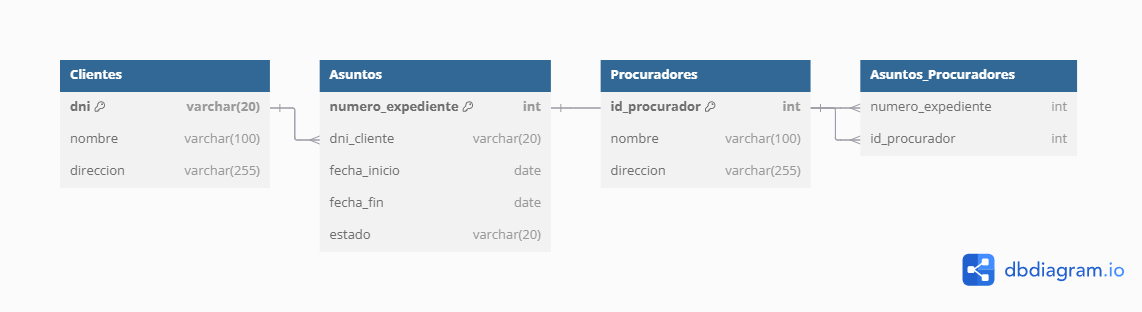 Clientes
dni varchar(20)
nombre varchar(100)
direccion varchar(255)
Asuntos
numero_expediente int
dni_cliente varchar(20)
fecha_inicio date
fecha_fin date
estado varchar(20)
Procuradores
id_procurador int
nombre varchar(100)
direccion varchar(255)
Asuntos_Procuradores
numero_expediente int
id_procurador int
dbdiagram.io